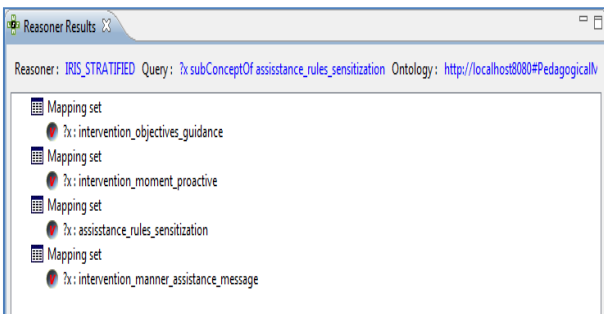 Reasoner Results
Reasoner: IRIS_STRATIFIED Query: ?x subConceptOf assisstance_rules_sensitization Ontology: http://localhost8080#PedagogicalM
Mapping set
?x: intervention_objectives_guidance
Mapping set
?x: intervention_moment_proactive
Mapping set
?x: assisstance_rules_sensitization
Mapping set
?x: intervention_manner_assistance_message